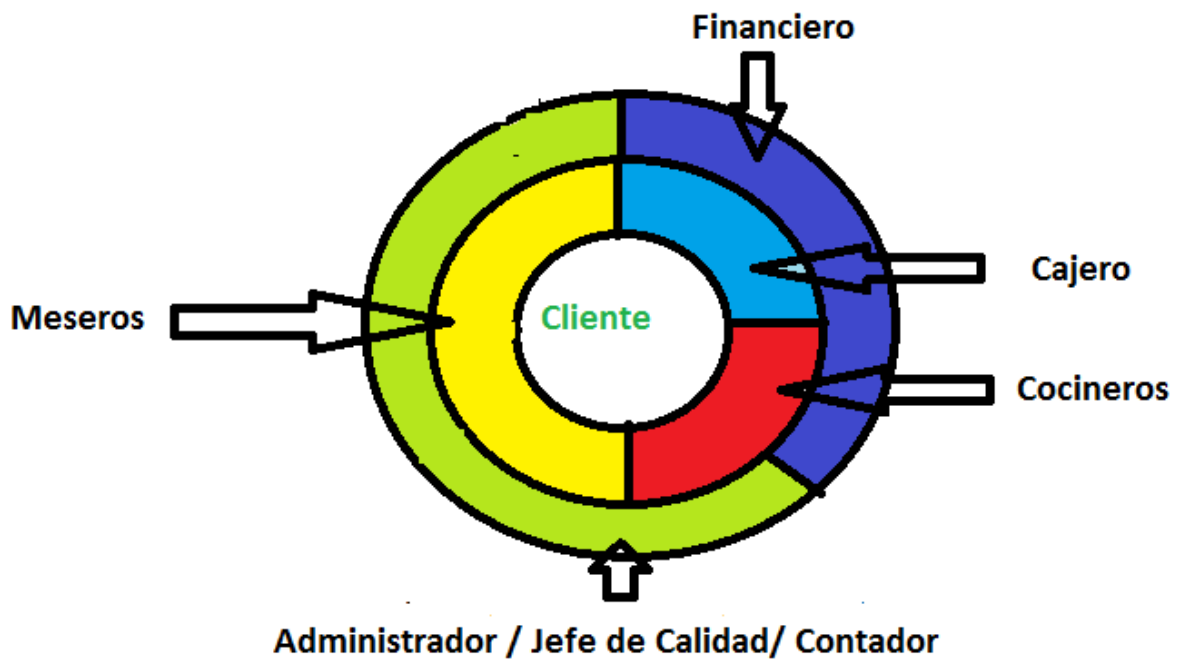 Financiero
Cajero
Meseros
Cliente
Cocineros
Administrador / Jefe de Calidad/ Contador